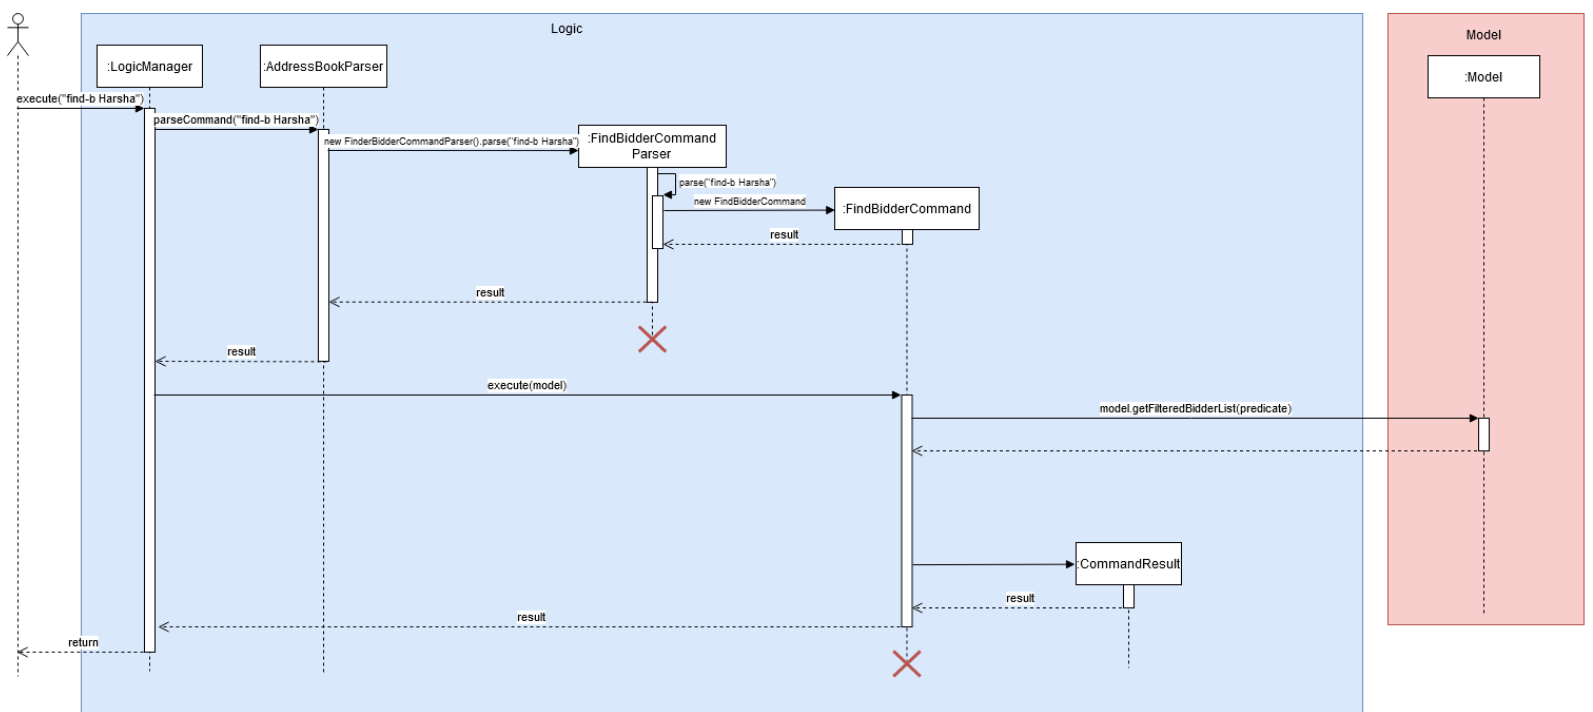 Logic
Model
:LogicManager
:AddressBookParser
:Model
execute("find-b Harsha")
parseCommand("find-b Harsha")
new FinderBidderCommandParser().parse("find-b Harsha")
:FindBidderCommand
Parser
parse("find-b Harsha")
new FindBidderCommand
:FindBidderCommand
result
result
result
execute(model)
model.getFilteredBidderList(predicate)
:CommandResult
result
result
return